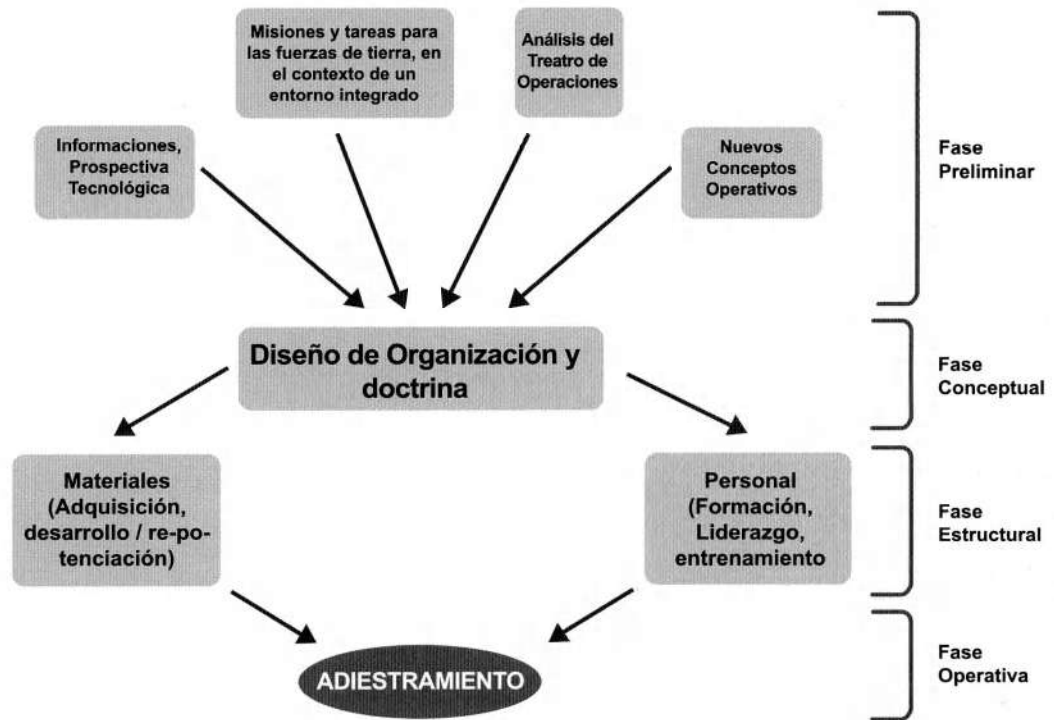 Misiones y tareas para
las fuerzas de tierra, en
el contexto de un
entorno integrado
Análisis del
Treatro de
Operaciones
Informaciones,
Prospectiva
Tecnológica
Nuevos
Conceptos
Operativos
Fase
Preliminar
Diseño de Organización y
doctrina
Fase
Conceptual
Materiales
(Adquisición,
desarrollo / re-po-
tenciación)
Personal
(Formación,
Liderazgo,
entrenamiento
Fase
Estructural
ADIESTRAMIENTO
Fase
Operativa